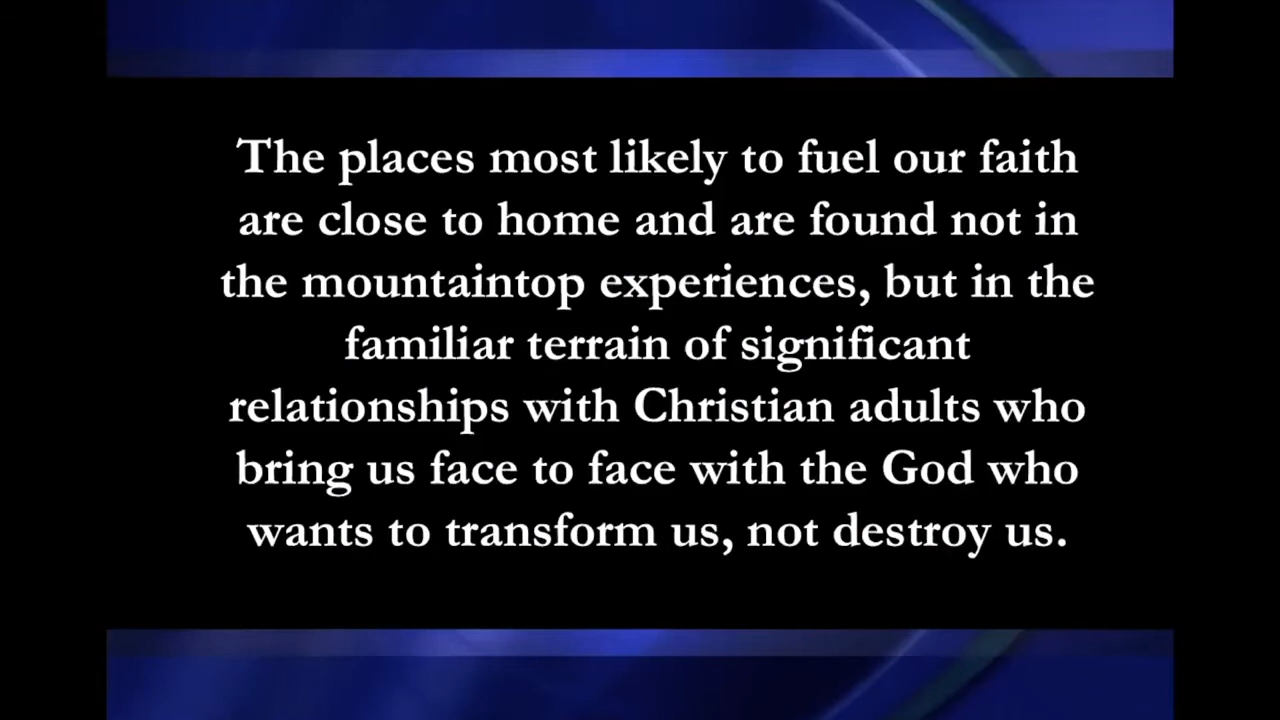 The places most likely to fuel our faith
are close to home and are found not in
the mountaintop experiences, but in the
familiar terrain of significant
relationships with Christian adults who
bring us face to face with the God who
wants to transform us, not destroy us.